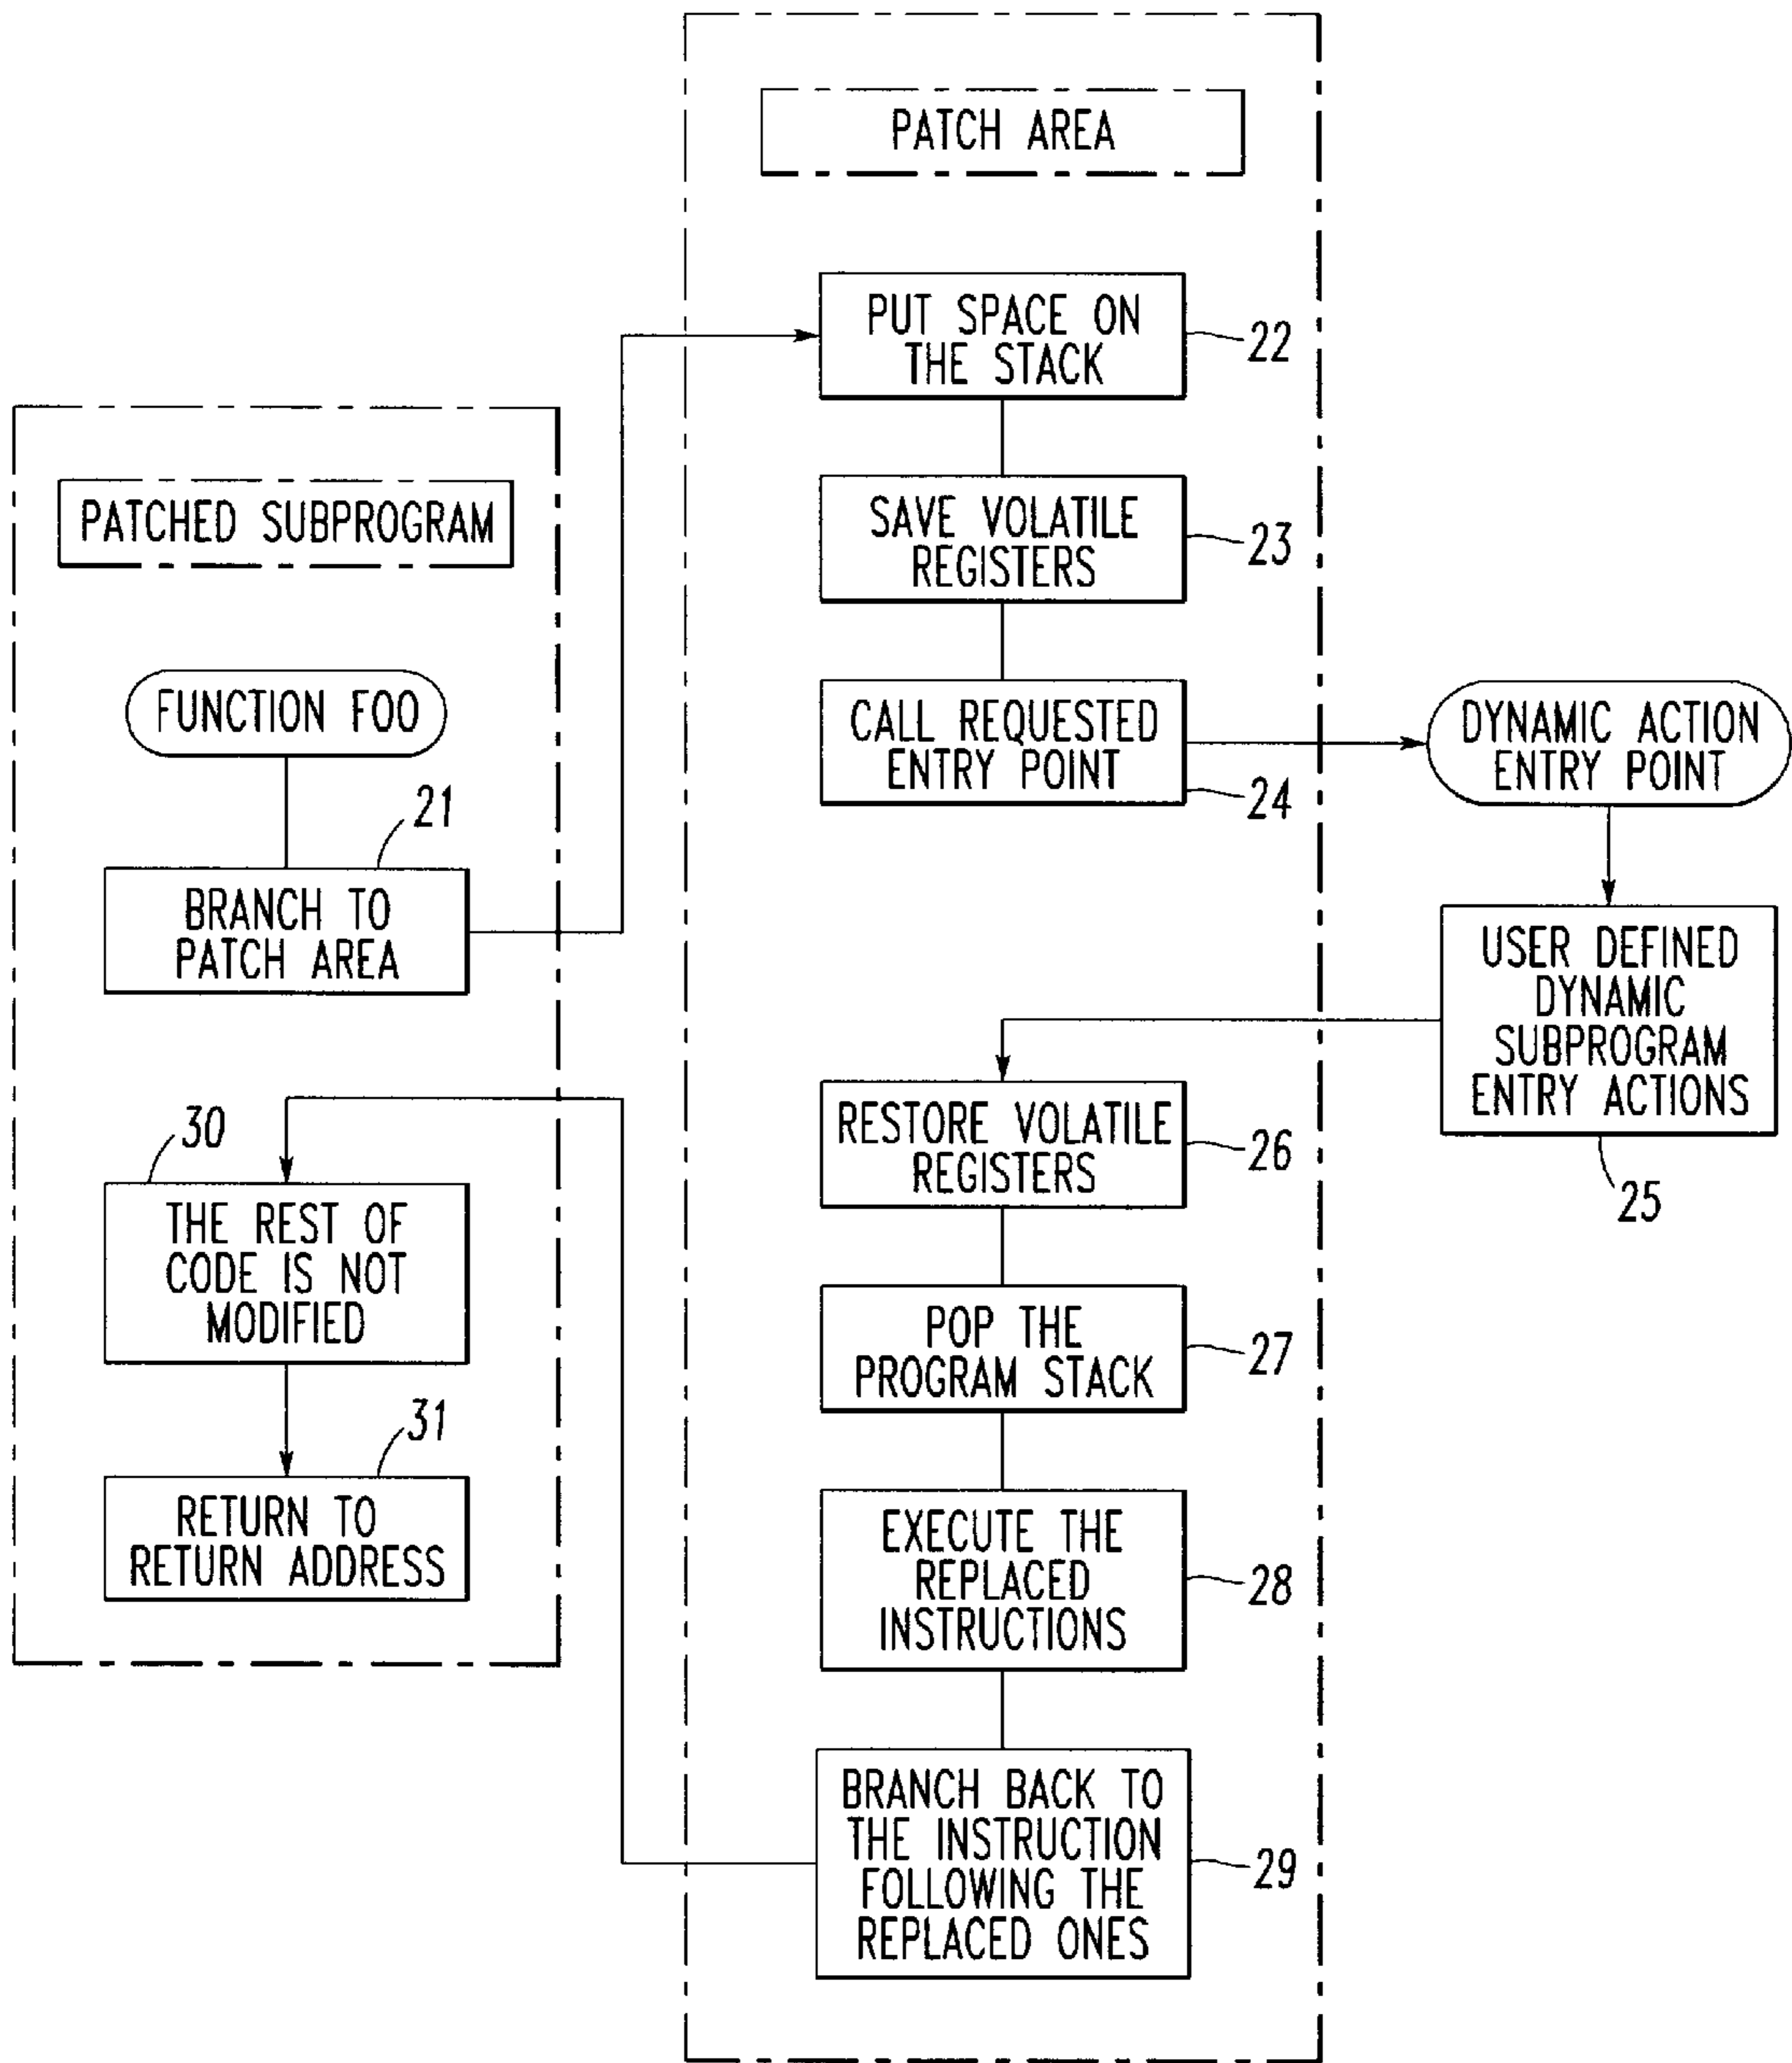 PATCHED SUBPROGRAM
FUNCTION FOO
21
BRANCH TO
PATCH AREA
30
THE REST OF
CODE IS NOT
MODIFIED
31
RETURN TO
RETURN ADDRESS
PATCH AREA
PUT SPACE ON
THE STACK
22
SAVE VOLATILE
REGISTERS
23
CALL REQUESTED
ENTRY POINT
24
RESTORE VOLATILE
REGISTERS
26
POP THE
PROGRAM STACK
27
EXECUTE THE
REPLACED
INSTRUCTIONS
28
BRANCH BACK TO
THE INSTRUCTION
FOLLOWING THE
REPLACED ONES
29
DYNAMIC ACTION
ENTRY POINT
USER DEFINED
DYNAMIC
SUBPROGRAM
ENTRY ACTIONS
25